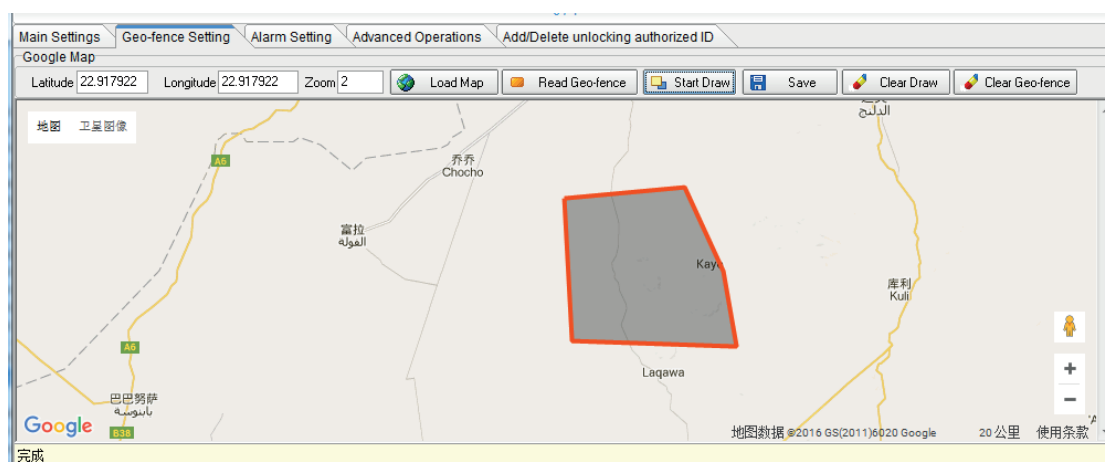 Main Settings Geo-fence Setting Alarm Setting Advanced Operations Add/Delete unlocking authorized ID
Google Map
Latitude 22.917922 Longitude 22.917922 Zoom 2 Load Map Read Geo-fence Start Draw Save Clear Draw Clear Geo-fence
الدلنج
地图 卫星图像
A6
乔乔
Chocho
富拉
الفولة
库利
Kuli
A6
Laqawa
巴巴努萨
بابنوسة
Google
B38
地图数据 ©2016 GS(2011)6020 Google 20 公里 使用条款
完成